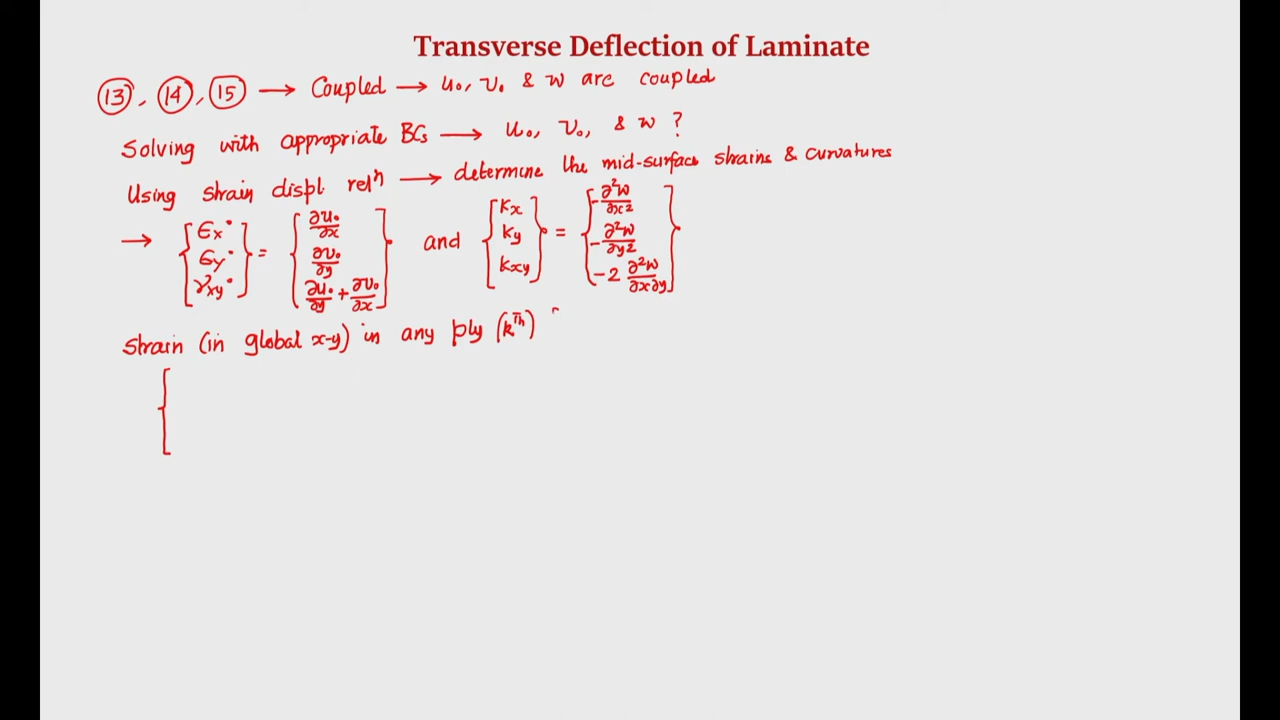 Transverse Deflection of Laminate
(13), (14), (15) → Coupled → u₀, v₀ & w are coupled
Solving with appropriate BCs → u₀, v₀, & w ?
Using strain displ. relⁿ → determine the mid-surface strains & curvatures
→ {εx° εy° γxy°} = {∂u₀/∂x ∂v₀/∂y ∂u₀/∂y + ∂v₀/∂x} and {kx ky kxy} = {-∂²w/∂x² -∂²w/∂y² -2 ∂²w/∂x∂y}
Strain (in global x-y) in any ply (kᵀʰ)
{